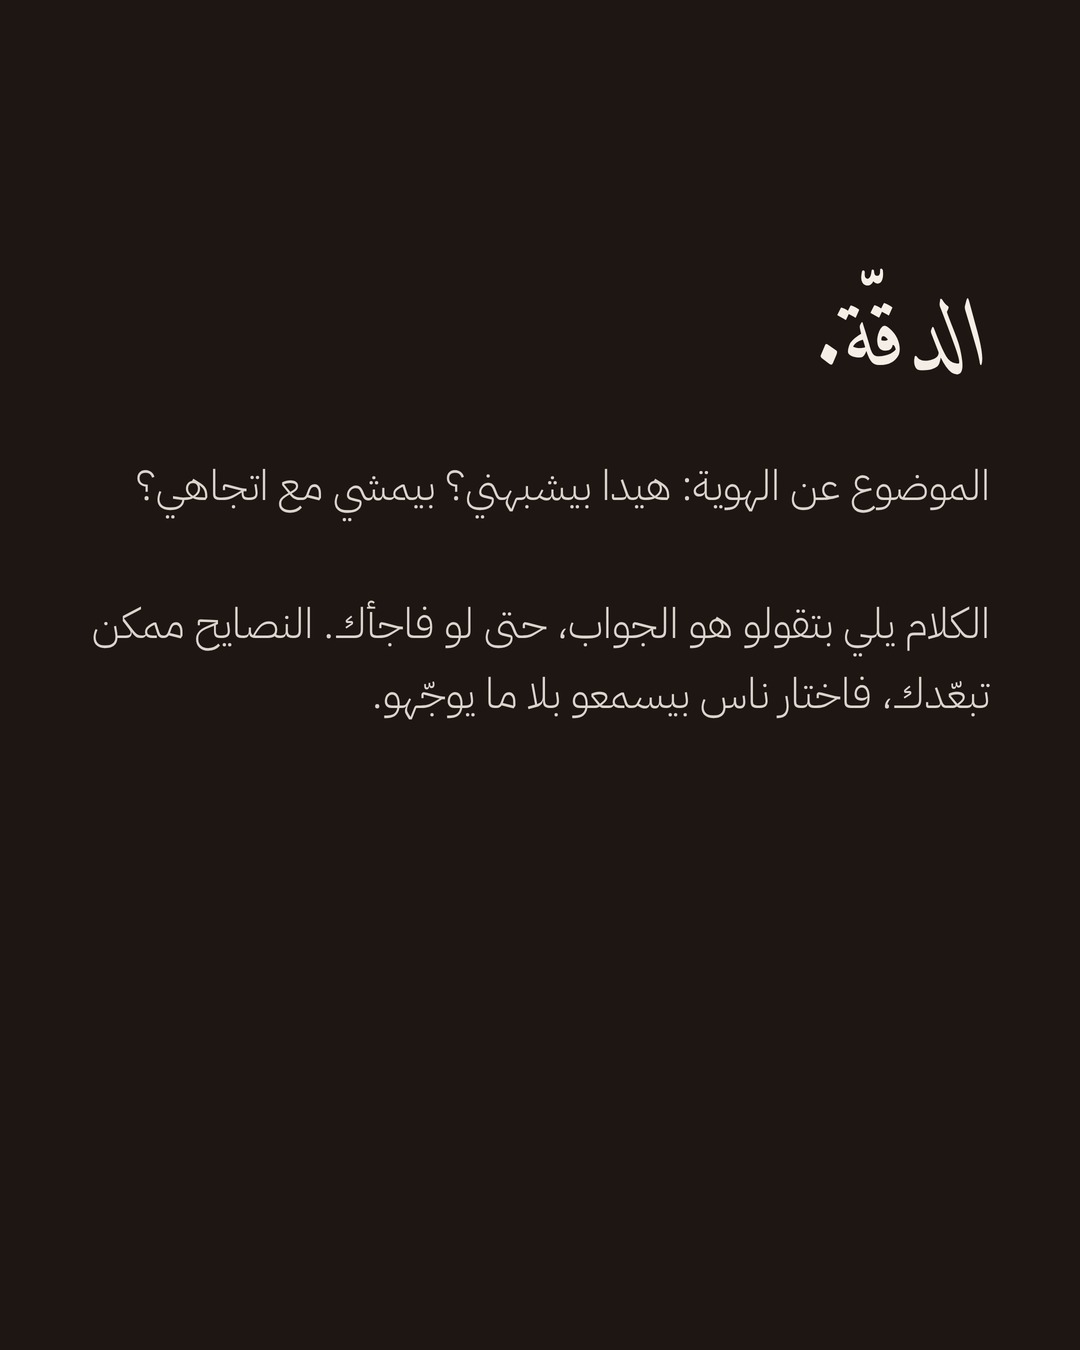 الدقّة.
الموضوع عن الهوية: هيدا بيشبهني؟ بيمشي مع اتجاهي؟
الكلام يلي بتقولو هو الجواب، حتى لو فاجأك. النصايح ممكن
تبعّدك، فاختار ناس بيسمعو بلا ما يوجّهو.